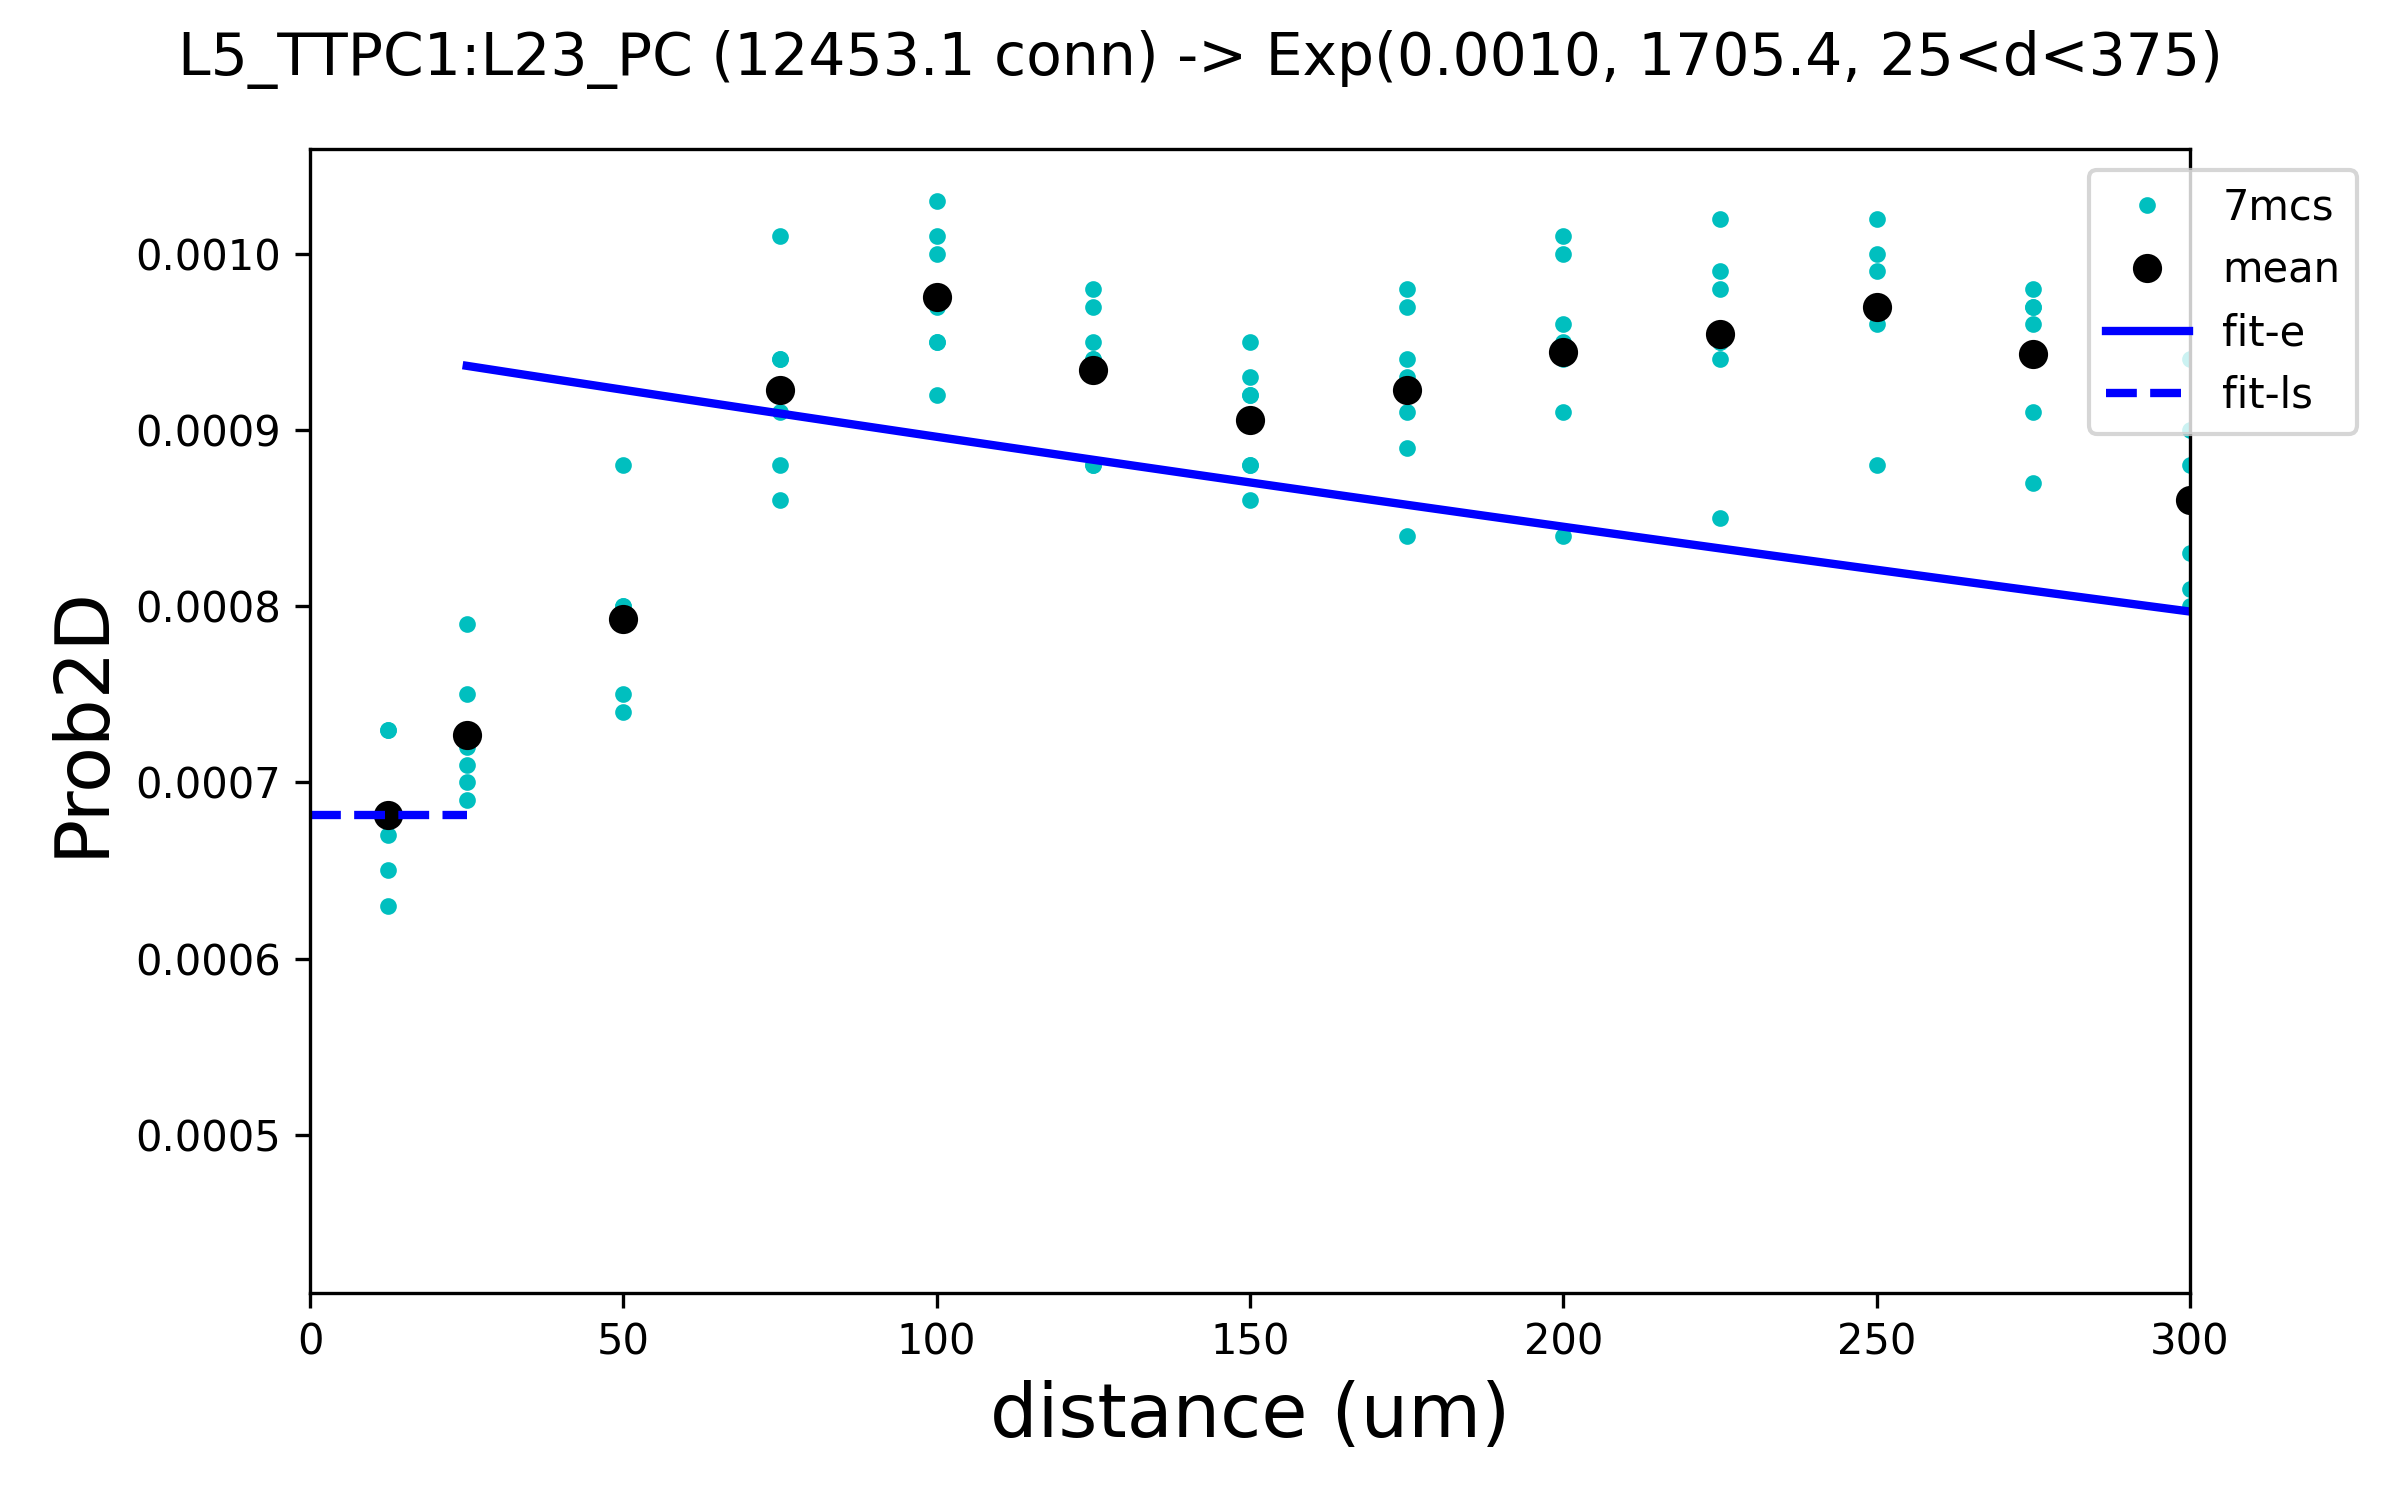 L5_TTPC1:L23_PC (12453.1 conn) -> Exp(0.0010, 1705.4, 25<d<375)
7mcs
mean
fit-e
fit-ls
0.0010
0.0009
0.0008
0.0007
0.0006
0.0005
Prob2D
0 50 100 150 200 250 300
distance (um)